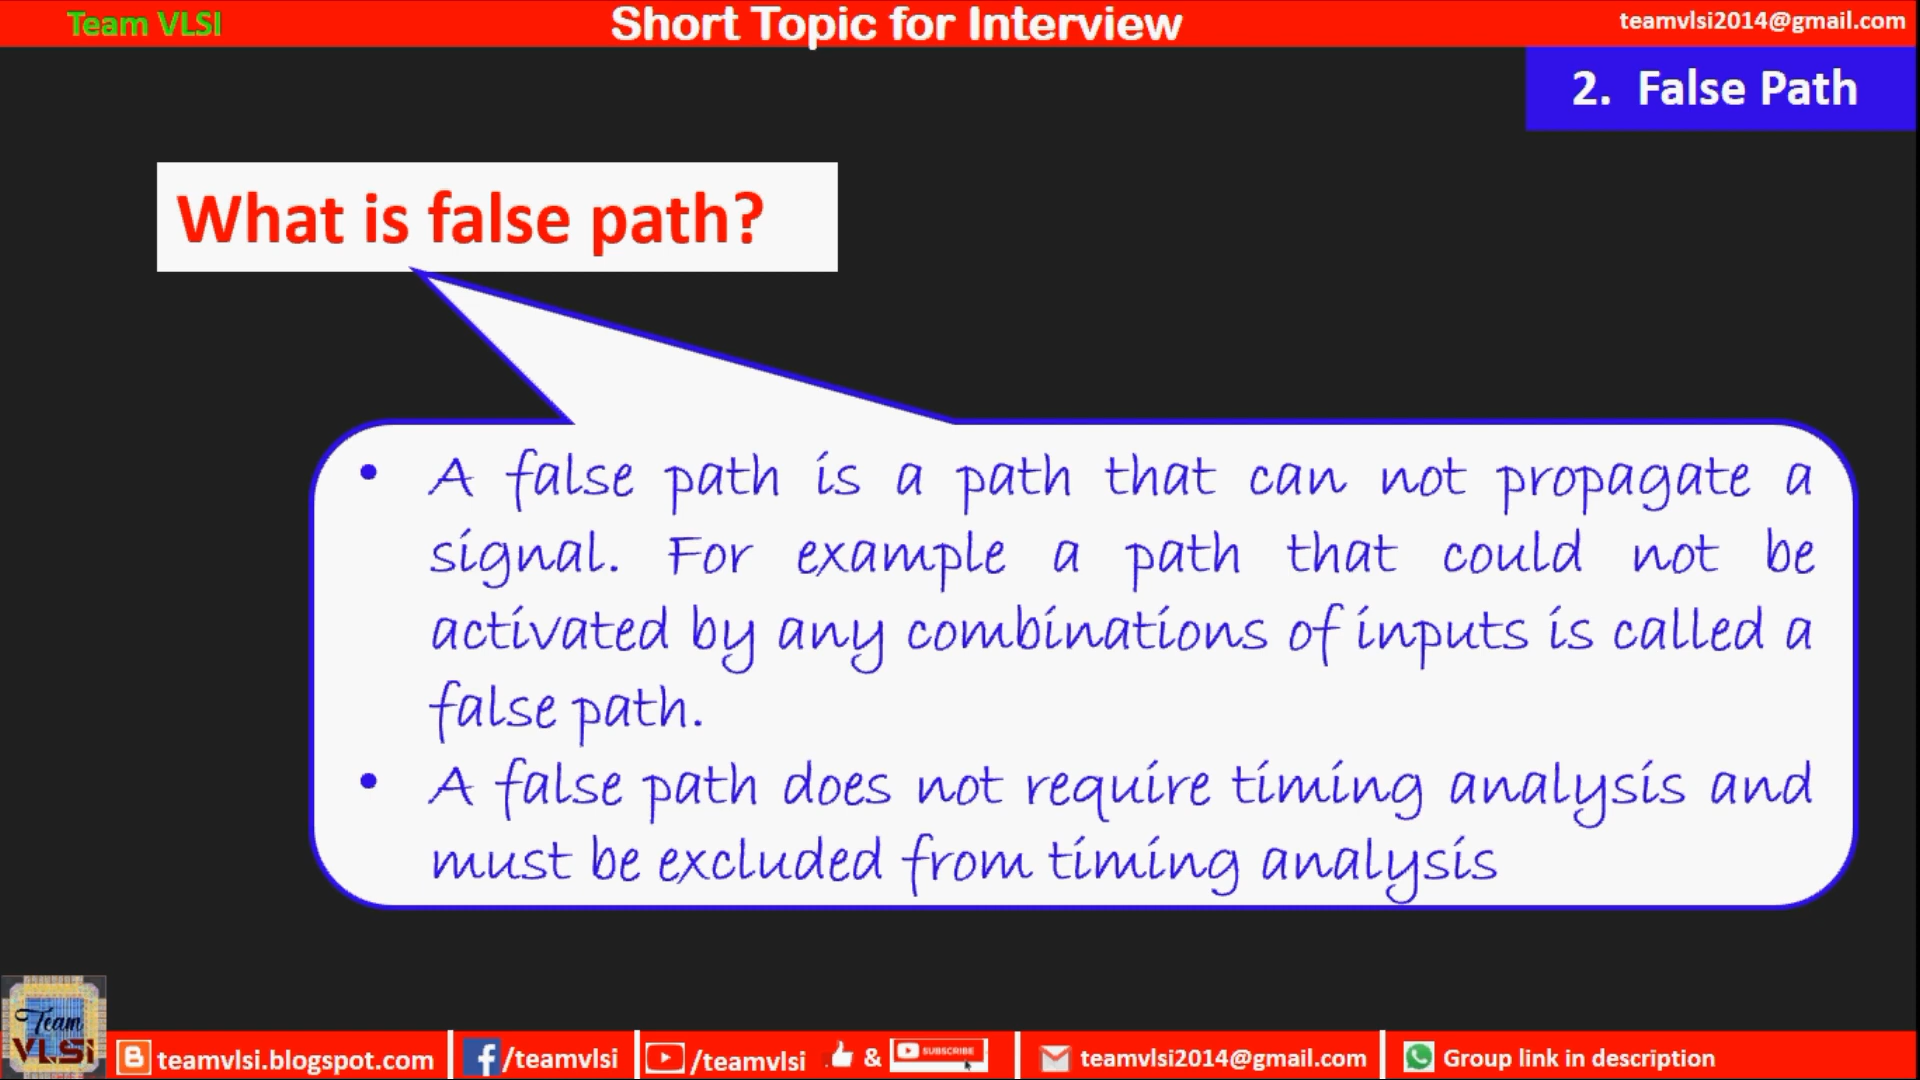 Team VLSI
Short Topic for Interview
teamvlsi2014@gmail.com
2. False Path
What is false path?
• A false path is a path that can not propagate a
signal. For example a path that could not be
activated by any combinations of inputs is called a
false path.
• A false path does not require timing analysis and
must be excluded from timing analysis
Team
VLSI
teamvlsi.blogspot.com
/teamvlsi
/teamvlsi
&
SUBSCRIBE
teamvlsi2014@gmail.com
Group link in description